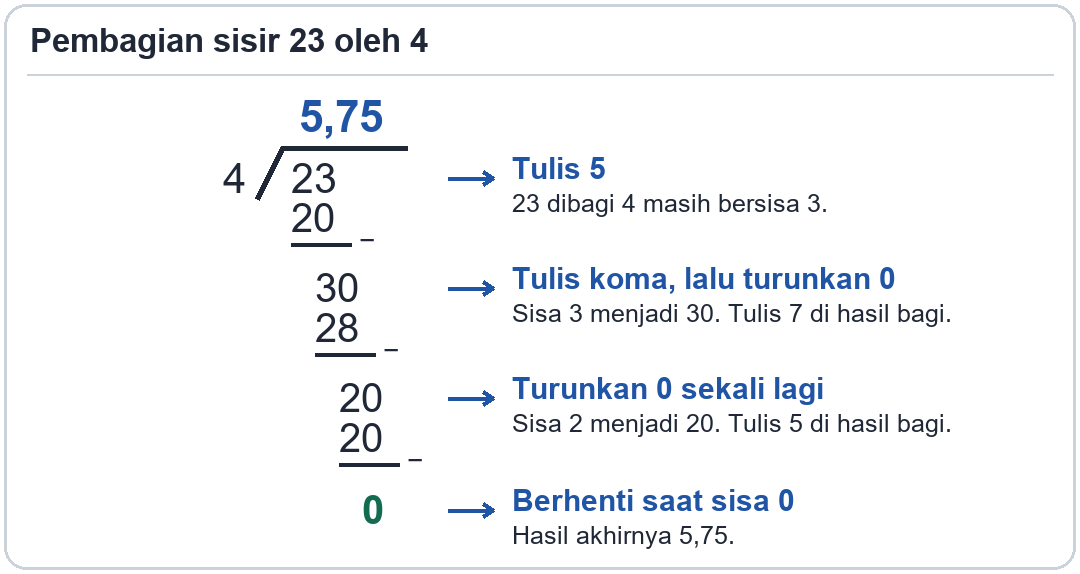 Pembagian sisir 23 oleh 4
5,75
4 23
Tulis 5
23 dibagi 4 masih bersisa 3.
20 –
30
Tulis koma, lalu turunkan 0
Sisa 3 menjadi 30. Tulis 7 di hasil bagi.
28 –
20
Turunkan 0 sekali lagi
Sisa 2 menjadi 20. Tulis 5 di hasil bagi.
20 –
0
Berhenti saat sisa 0
Hasil akhirnya 5,75.